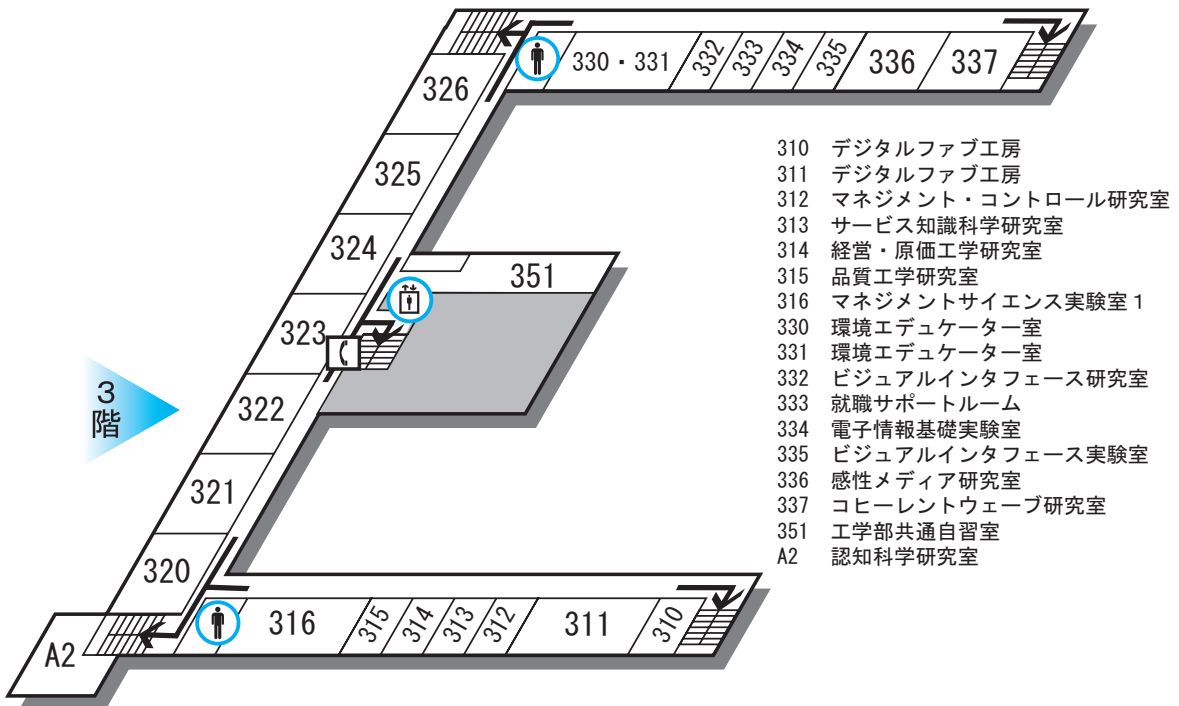 330・331
332
333
334
335
336
337
326
325
324
351
323
322
321
320
316
315
314
313
312
311
310
A2
3
階
310 デジタルファブ工房
311 デジタルファブ工房
312 マネジメント・コントロール研究室
313 サービス知識科学研究室
314 経営・原価工学研究室
315 品質工学研究室
316 マネジメントサイエンス実験室1
330 環境エデュケーター室
331 環境エデュケーター室
332 ビジュアルインタフェース研究室
333 就職サポートルーム
334 電子情報基礎実験室
335 ビジュアルインタフェース実験室
336 感性メディア研究室
337 コヒーレントウェーブ研究室
351 工学部共通自習室
A2 認知科学研究室